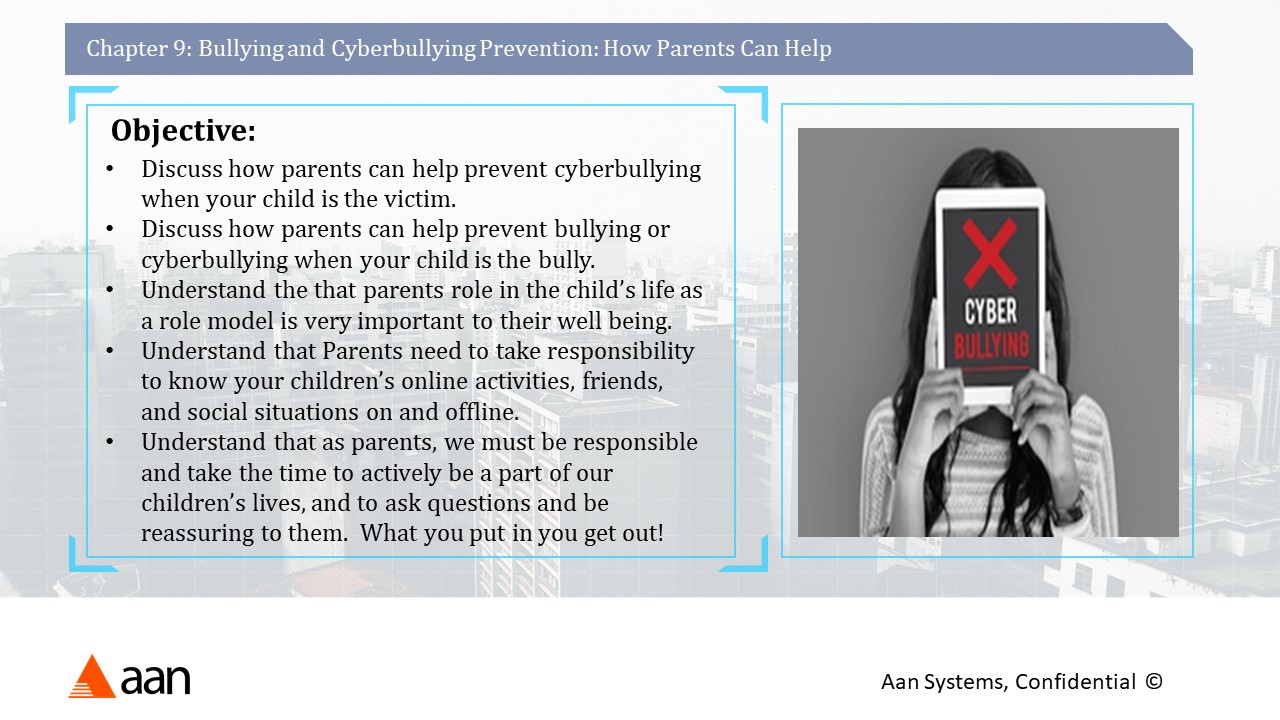 Chapter 9: Bullying and Cyberbullying Prevention: How Parents Can Help
Objective:
• Discuss how parents can help prevent cyberbullying
when your child is the victim.
• Discuss how parents can help prevent bullying or
cyberbullying when your child is the bully.
• Understand the that parents role in the child’s life as
a role model is very important to their well being.
• Understand that Parents need to take responsibility
to know your children’s online activities, friends,
and social situations on and offline.
• Understand that as parents, we must be responsible
and take the time to actively be a part of our
children’s lives, and to ask questions and be
reassuring to them.  What you put in you get out!
CYBER
BULLYING
aan
Aan Systems, Confidential ©